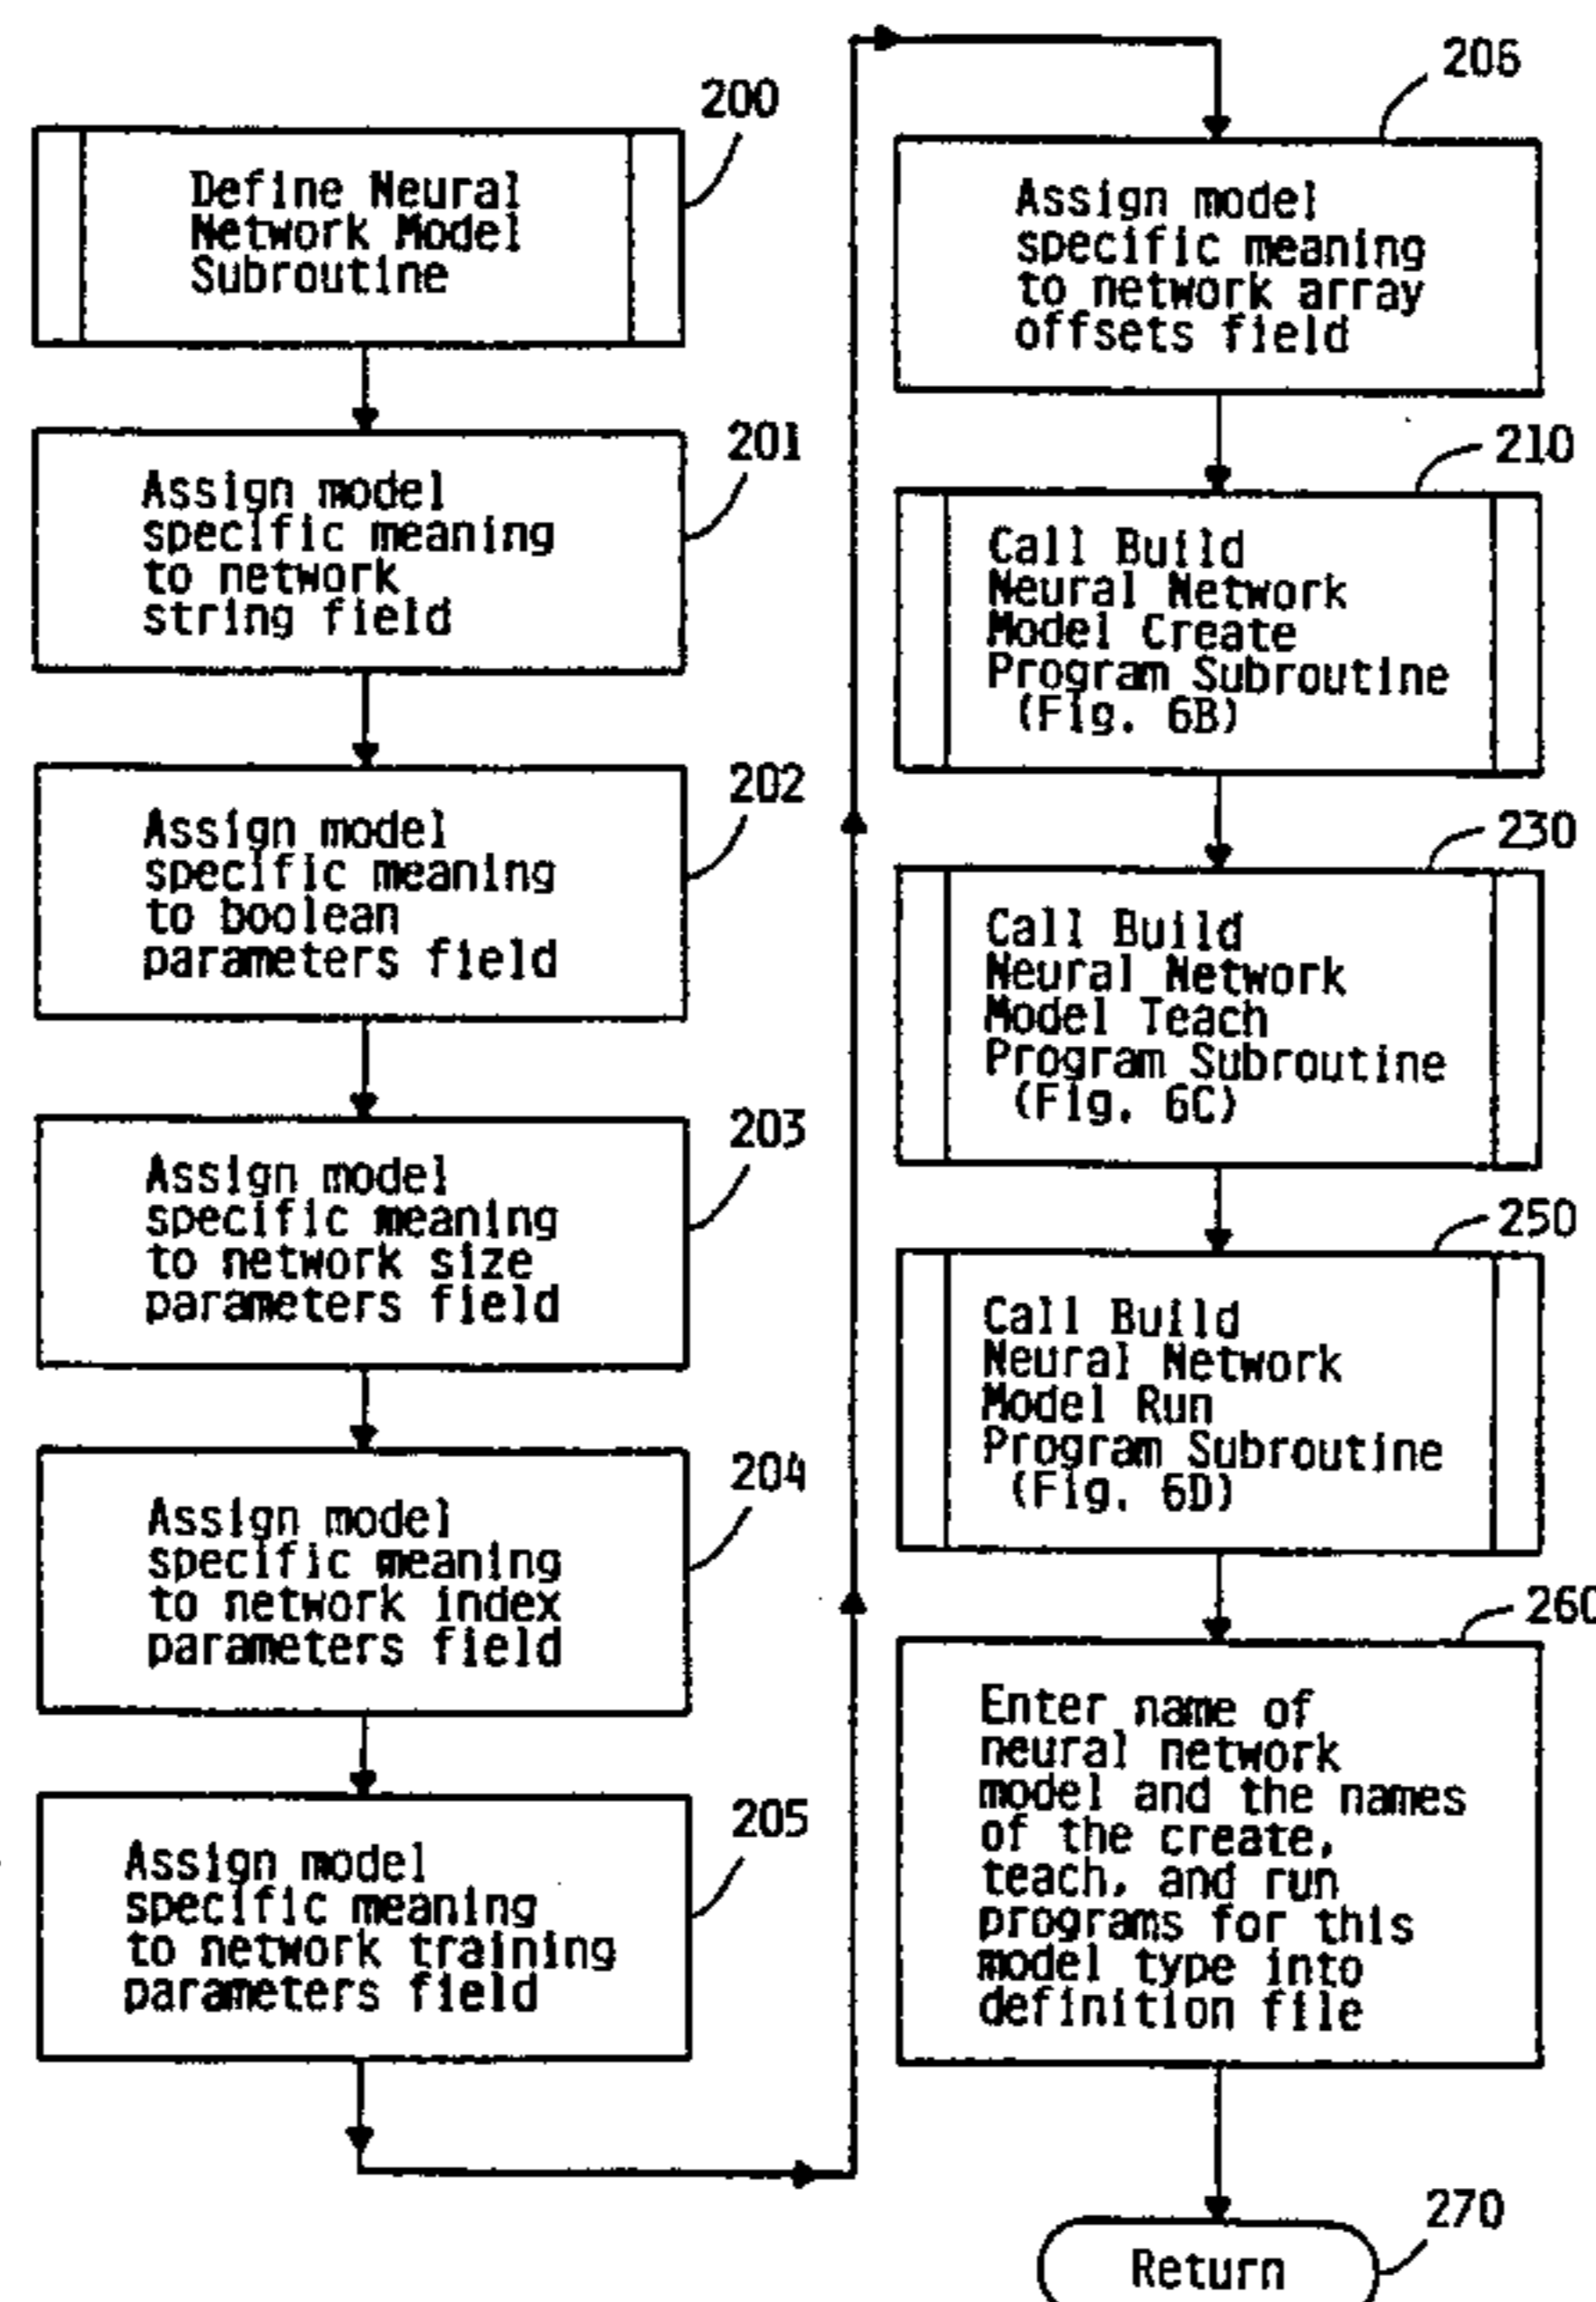 200
Define Neural
Network Model
Subroutine
201
Assign model
specific meaning
to network
string field
202
Assign model
specific meaning
to boolean
parameters field
203
Assign model
specific meaning
to network size
parameters field
204
Assign model
specific meaning
to network index
parameters field
205
Assign model
specific meaning
to network training
parameters field
206
Assign model
specific meaning
to network array
offsets field
210
Call Build
Neural Network
Model Create
Program Subroutine
(Fig. 6B)
230
Call Build
Neural Network
Model Teach
Program Subroutine
(Fig. 6C)
250
Call Build
Neural Network
Model Run
Program Subroutine
(Fig. 6D)
260
Enter name of
neural network
model and the names
of the create,
teach, and run
programs for this
model type into
definition file
270
Return